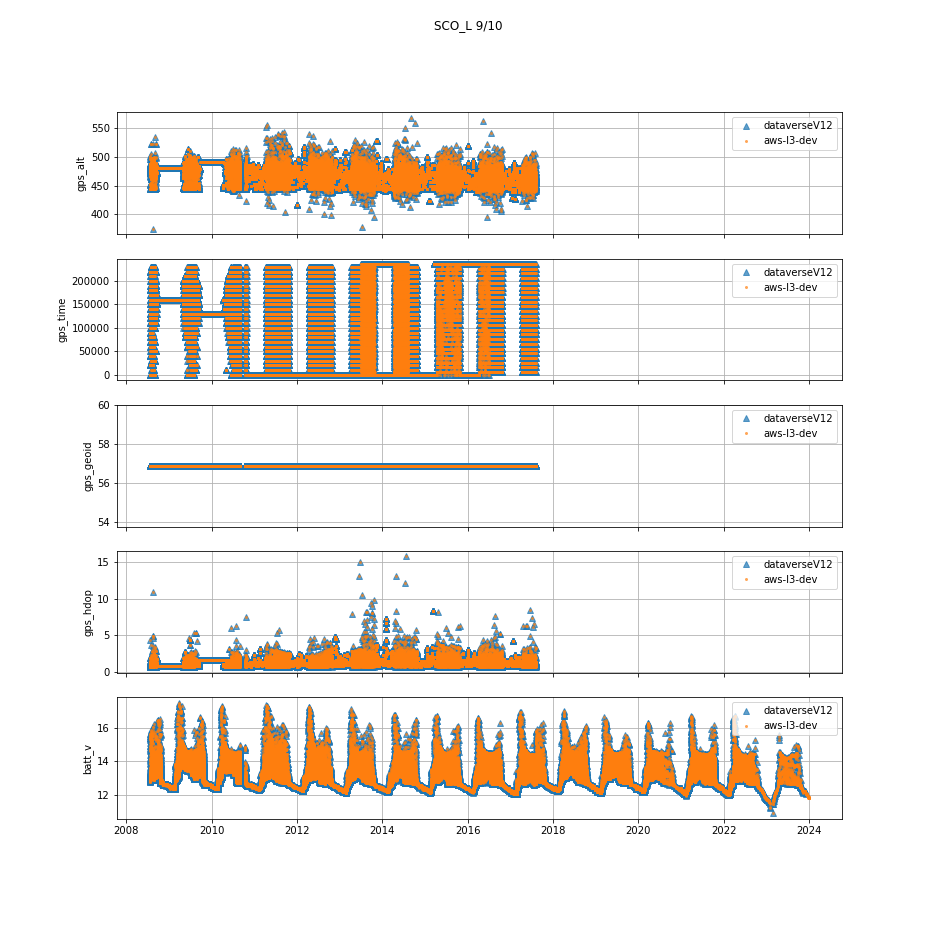 SCO_L 9/10
550
500
450
400
gps_alt
dataverseV12
aws-l3-dev
200000
150000
100000
50000
0
gps_time
dataverseV12
aws-l3-dev
60
58
56
54
gps_geoid
dataverseV12
aws-l3-dev
15
10
5
0
gps_hdop
dataverseV12
aws-l3-dev
16
14
12
batt_v
dataverseV12
aws-l3-dev
2008 2010 2012 2014 2016 2018 2020 2022 2024